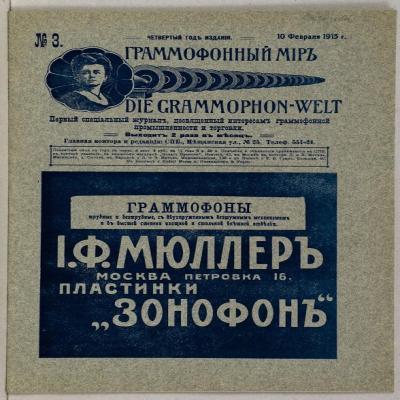 ЧЕТВЕРТЫЙ ГОДЪ ИЗДАНІЯ.
№ 3.
10 Февраля 1915 г.
ГРАММОФОННЫЙ МІРЪ
DIE GRAMMOPHON-WELT
Первый спеціальный журналъ, посвященный интересамъ граммофонной
промышленности и торговли.
Выходитъ 2 раза въ мѣсяцъ.
Главная контора и редакція СПБ., Мѣщанская ул., № 25. Телеф. 551-24.
ГРАММОФОНЫ
I.Ф.МЮЛЛЕРЪ
МОСКВА ПЕТРОВКА 16.
ПЛАСТИНКИ
„ЗОНОФОНЪ“